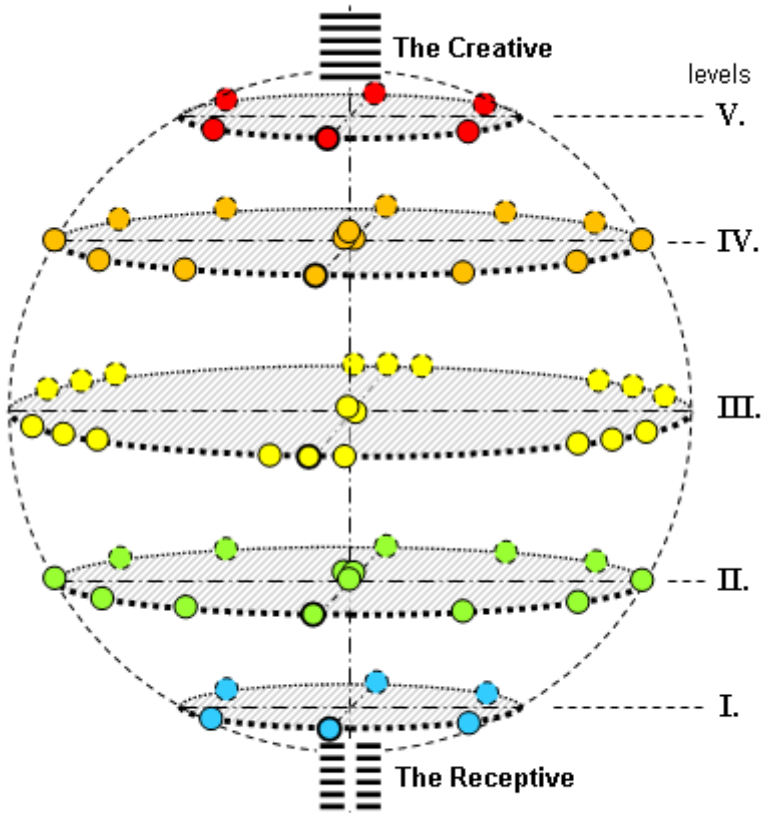 The Creative
levels
V.
IV.
III.
II.
I.
The Receptive